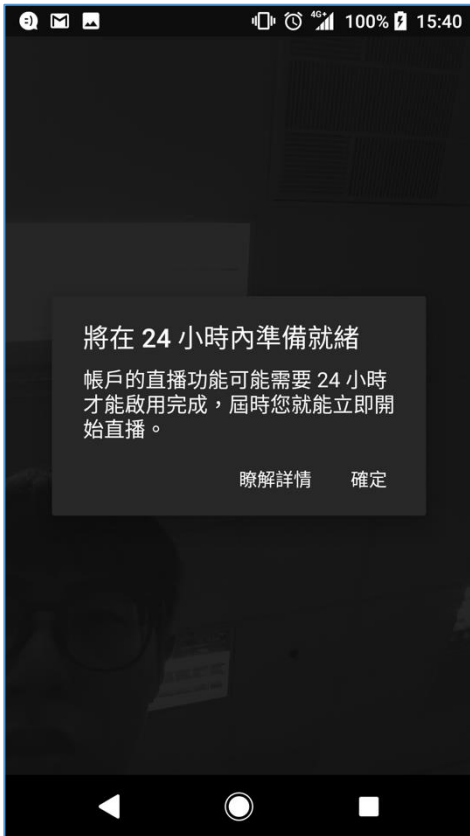 4G+ 100% 15:40
將在 24 小時內準備就緒
帳戶的直播功能可能需要 24 小時
才能啟用完成，屆時您就能立即開
始直播。
瞭解詳情 確定